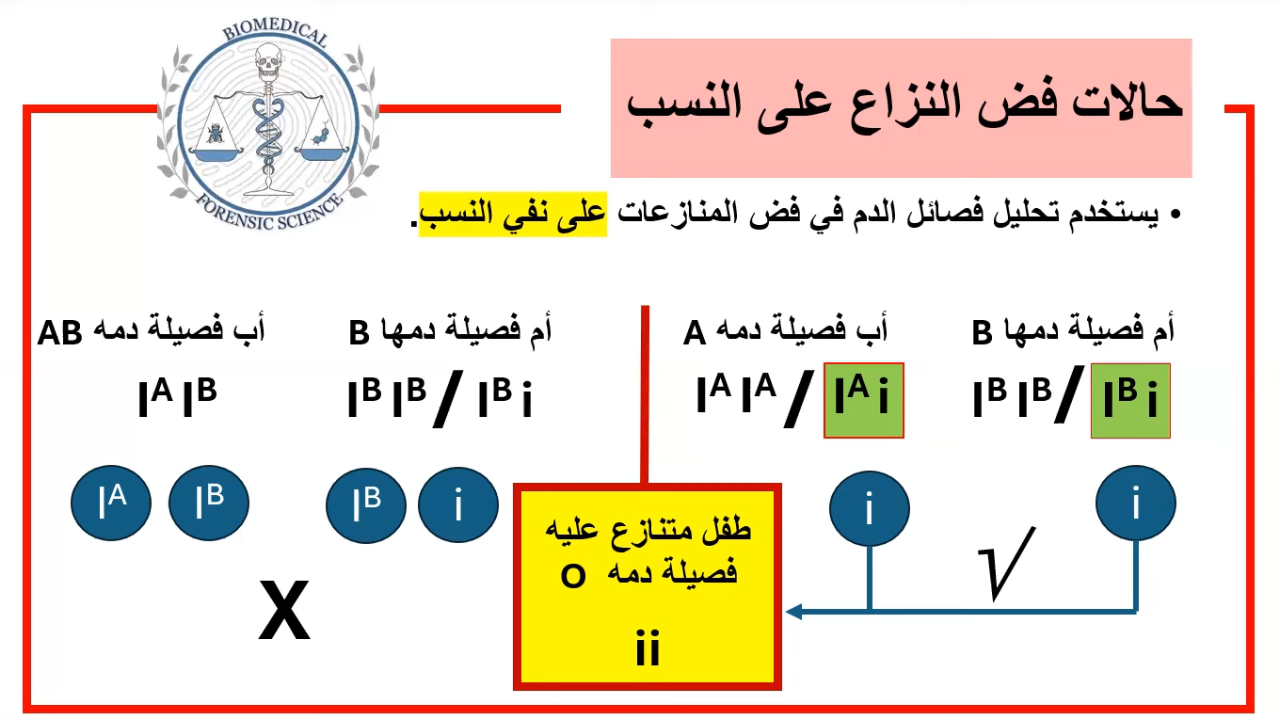 BIOMEDICAL
FORENSIC SCIENCE
حالات فض النزاع على النسب
• يستخدم تحليل فصائل الدم في فض المنازعات على نفي النسب.
أم فصيلة دمها B
أب فصيلة دمه A
أم فصيلة دمها B
أب فصيلة دمه AB
Iᴮ Iᴮ / Iᴮ i
Iᴬ Iᴬ / Iᴬ i
Iᴮ Iᴮ / Iᴮ i
Iᴬ Iᴮ
i
i
Iᴮ
i
Iᴬ
Iᴮ
√
X
طفل متنازع عليه
فصيلة دمه O
ii